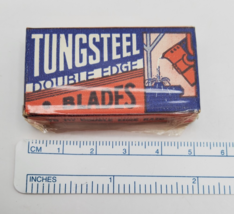 TUNGSTEEL
DOUBLE EDGE
BLADES
CM 1 2 3 4 5 6
INCHES 1 2